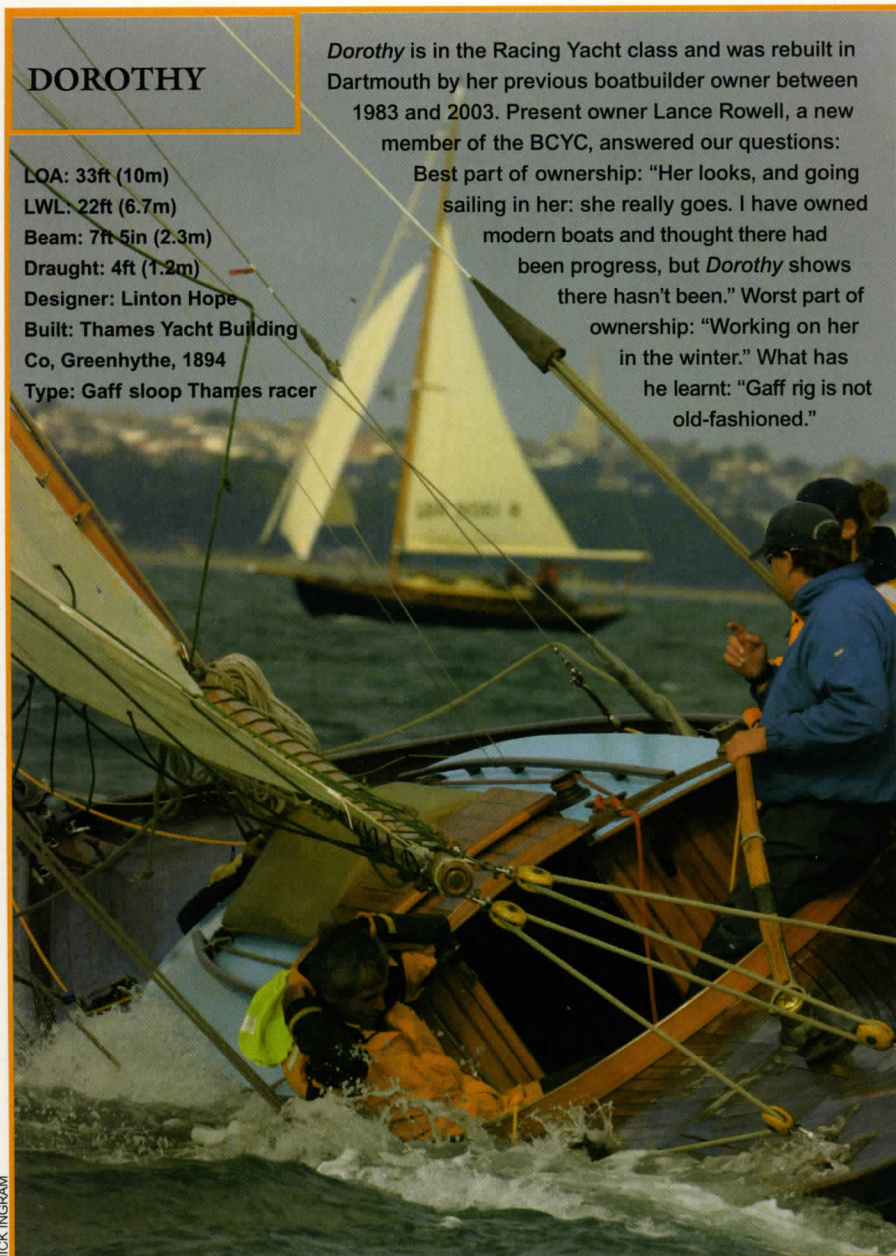 DOROTHY
LOA: 33ft (10m)
LWL: 22ft (6.7m)
Beam: 7ft 5in (2.3m)
Draught: 4ft (1.2m)
Designer: Linton Hope
Built: Thames Yacht Building
Co, Greenhythe, 1894
Type: Gaff sloop Thames racer
Dorothy is in the Racing Yacht class and was rebuilt in
Dartmouth by her previous boatbuilder owner between
1983 and 2003. Present owner Lance Rowell, a new
member of the BCYC, answered our questions:
Best part of ownership: “Her looks, and going
sailing in her: she really goes. I have owned
modern boats and thought there had
been progress, but Dorothy shows
there hasn't been.” Worst part of
ownership: “Working on her
in the winter.” What has
he learnt: “Gaff rig is not
old-fashioned.”
INGRAM